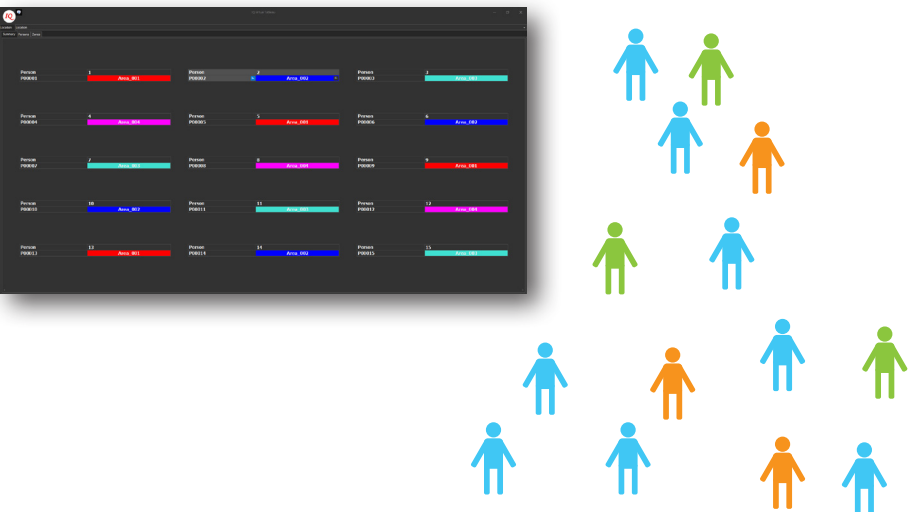 IQ
Summary
Person 1 Person 2 Person 3
P00001 Area_001 P00002 Area_002 P00003 Area_003
Person 4 Person 5 Person 6
P00004 Area_004 P00005 Area_001 P00006 Area_002
Person 7 Person 8 Person 9
P00007 Area_003 P00008 Area_004 P00009 Area_001
Person 10 Person 11 Person 12
P00010 Area_002 P00011 Area_003 P00012 Area_004
Person 13 Person 14 Person 15
P00013 Area_001 P00014 Area_002 P00015 Area_003